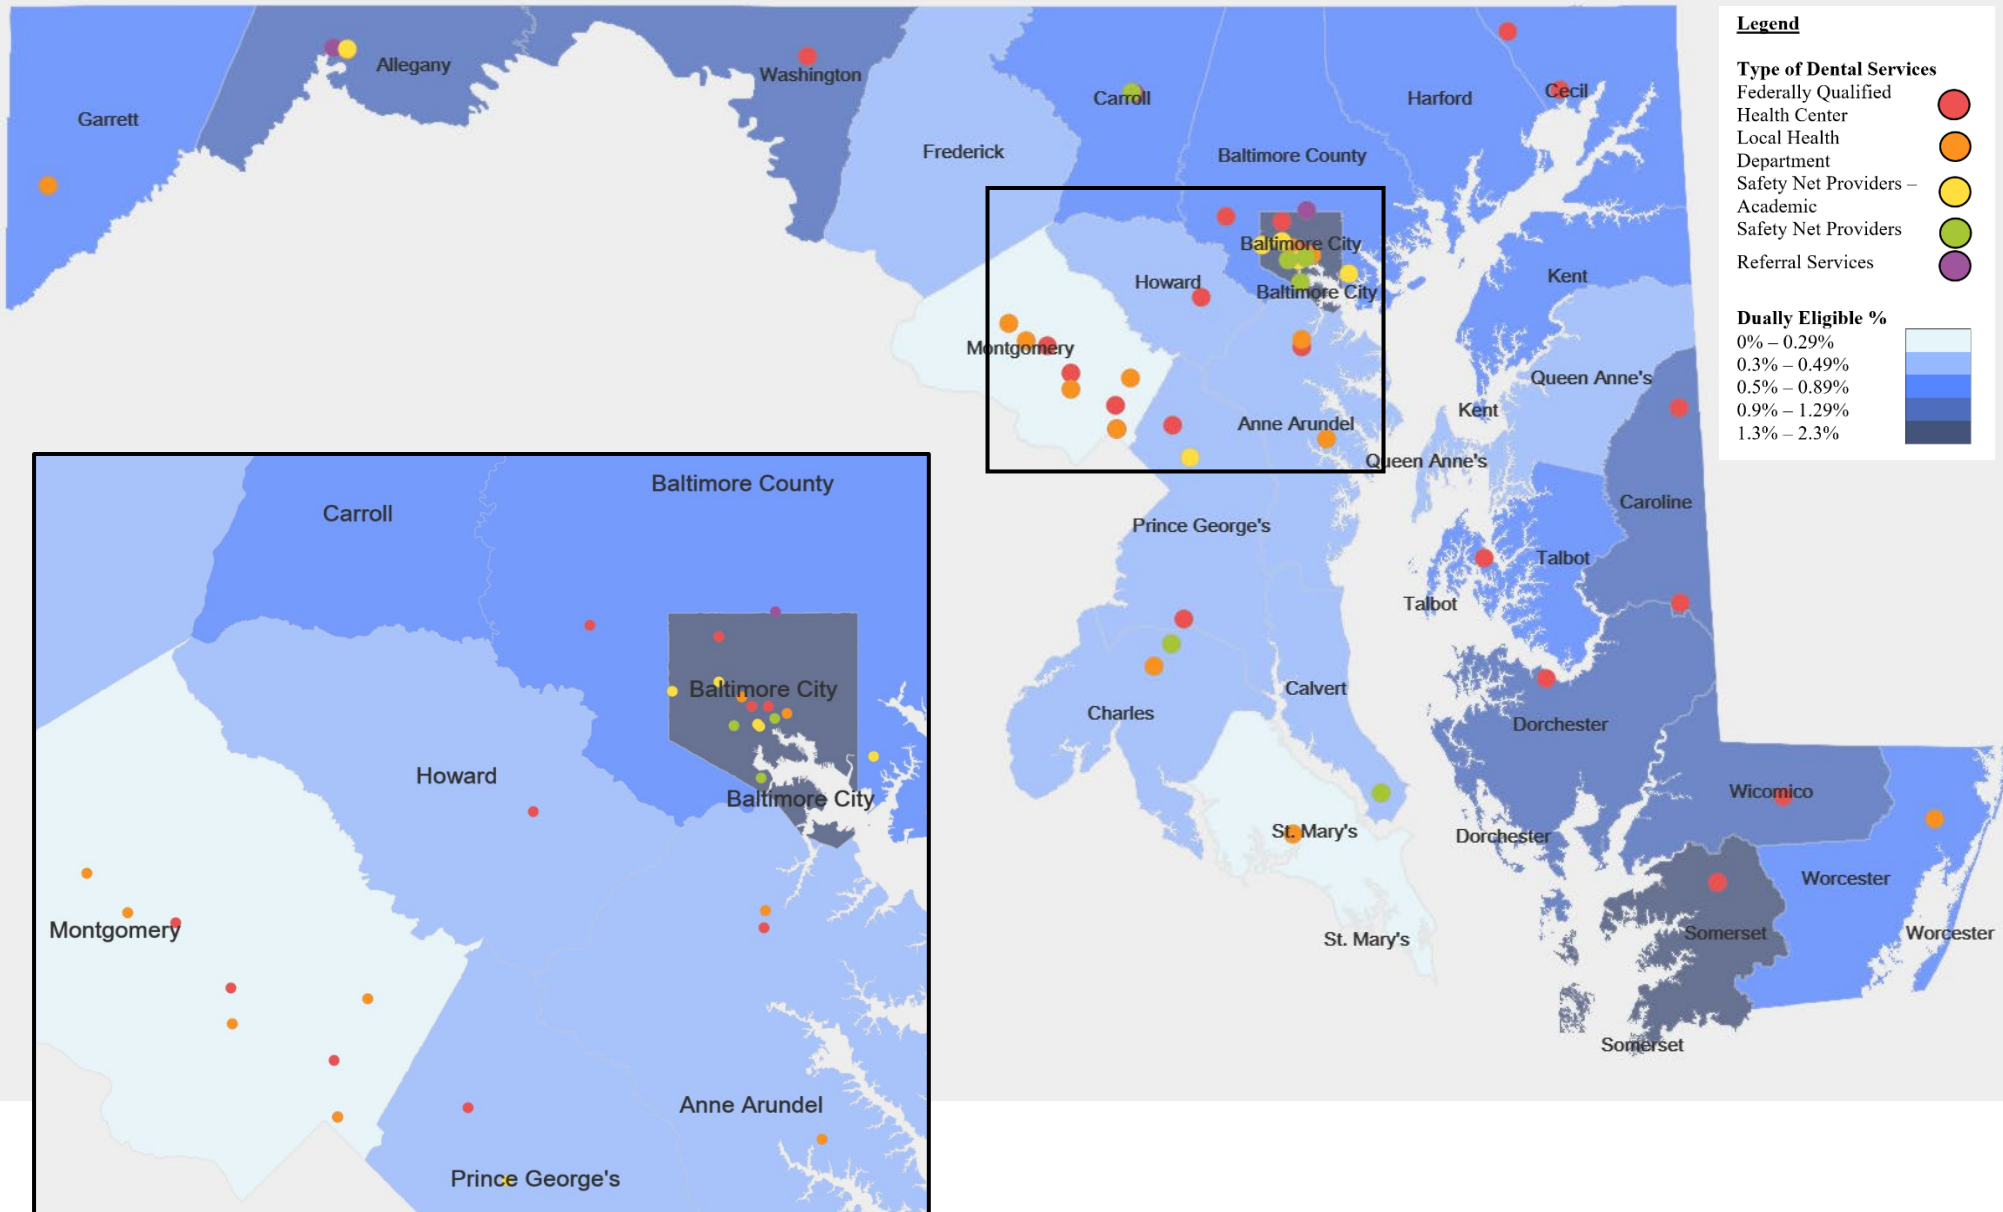 Legend
Type of Dental Services
Federally Qualified
Health Center
Local Health
Department
Safety Net Providers –
Academic
Safety Net Providers
Referral Services
Dually Eligible %
0% – 0.29%
0.3% – 0.49%
0.5% – 0.89%
0.9% – 1.29%
1.3% – 2.3%
Garrett
Allegany
Washington
Frederick
Carroll
Baltimore County
Harford
Cecil
Baltimore City
Baltimore City
Howard
Kent
Montgomery
Queen Anne's
Kent
Anne Arundel
Queen Anne's
Caroline
Prince George's
Talbot
Talbot
Calvert
Charles
Dorchester
Wicomico
St. Mary's
Dorchester
Worcester
Somerset
Worcester
St. Mary's
Somerset
Baltimore County
Carroll
Baltimore City
Howard
Baltimore City
Montgomery
Anne Arundel
Prince George's